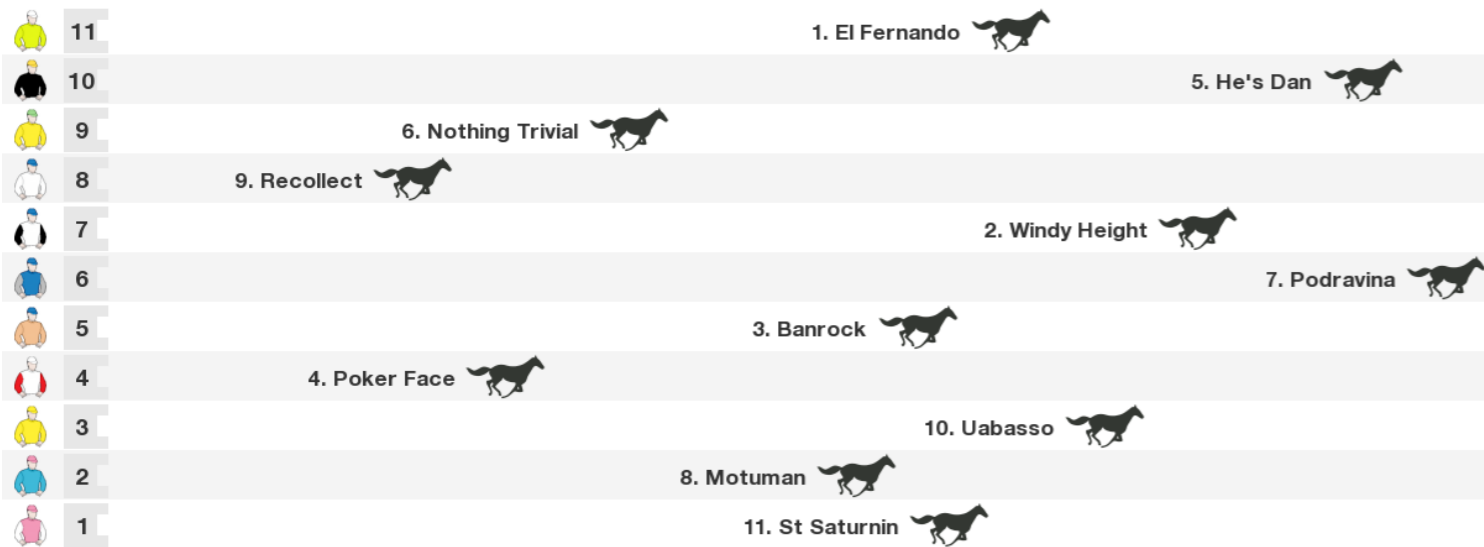 11 1. El Fernando
10 5. He's Dan
9 6. Nothing Trivial
8 9. Recollect
7 2. Windy Height
6 7. Podravina
5 3. Banrock
4 4. Poker Face
3 10. Uabasso
2 8. Motuman
1 11. St Saturnin